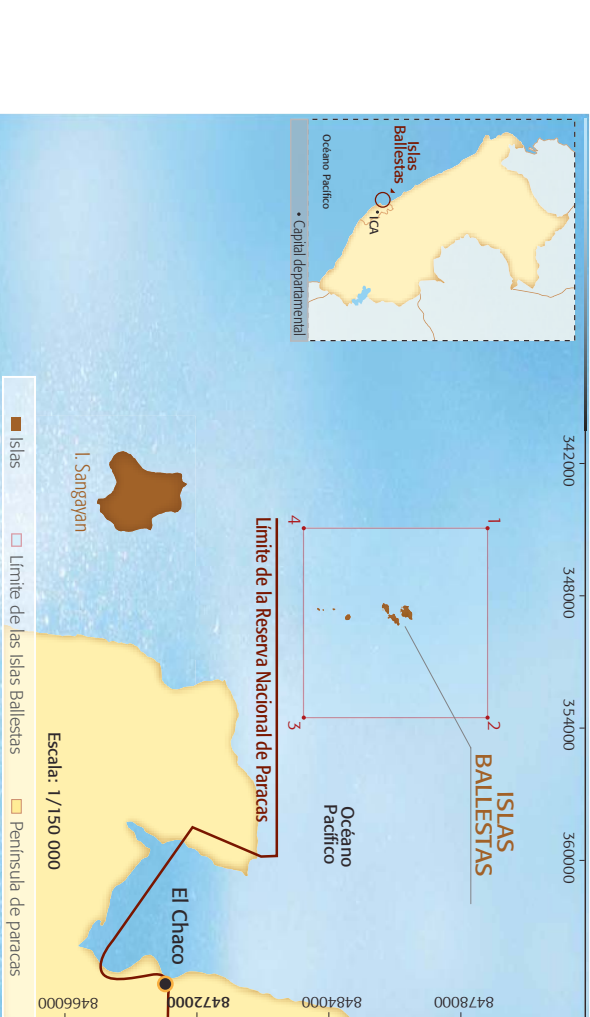 342000
348000
354000
360000
Islas
Ballestas
Océano Pacífico
•ICA
• Capital departamental
1
2
3
4
ISLAS
BALLESTAS
Océano
Pacífico
Límite de la Reserva Nacional de Paracas
I. Sangayan
El Chaco
Escala: 1/150 000
8478000
8484000
8472000
8466000
Islas
Límite de las Islas Ballestas
Península de paracas